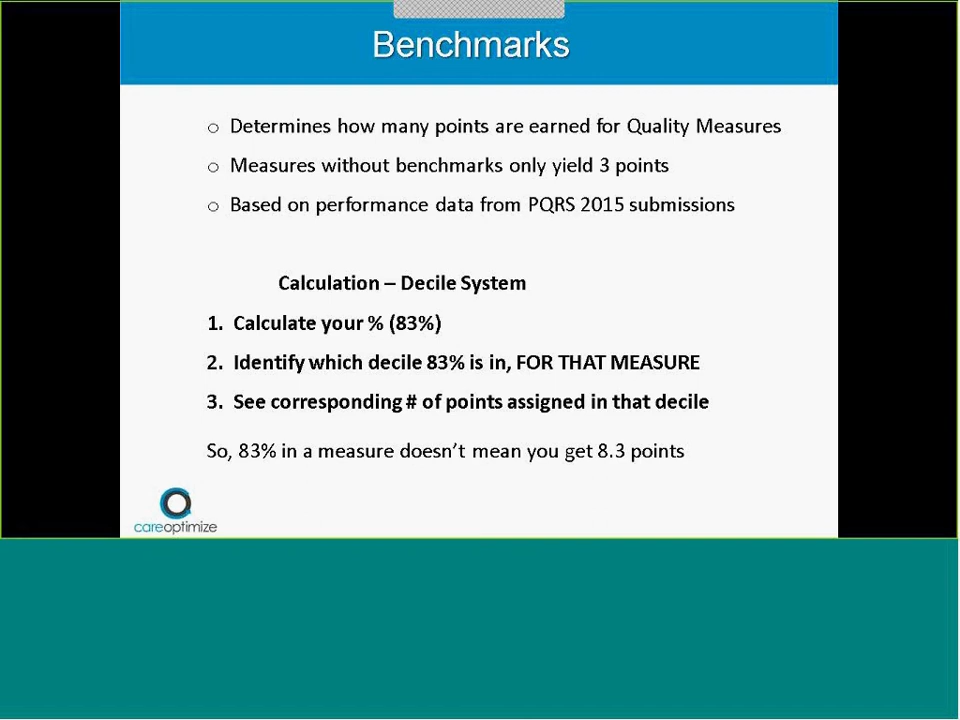 Benchmarks
o Determines how many points are earned for Quality Measures
o Measures without benchmarks only yield 3 points
o Based on performance data from PQRS 2015 submissions
Calculation – Decile System
1. Calculate your % (83%)
2. Identify which decile 83% is in, FOR THAT MEASURE
3. See corresponding # of points assigned in that decile
So, 83% in a measure doesn’t mean you get 8.3 points
careoptimize